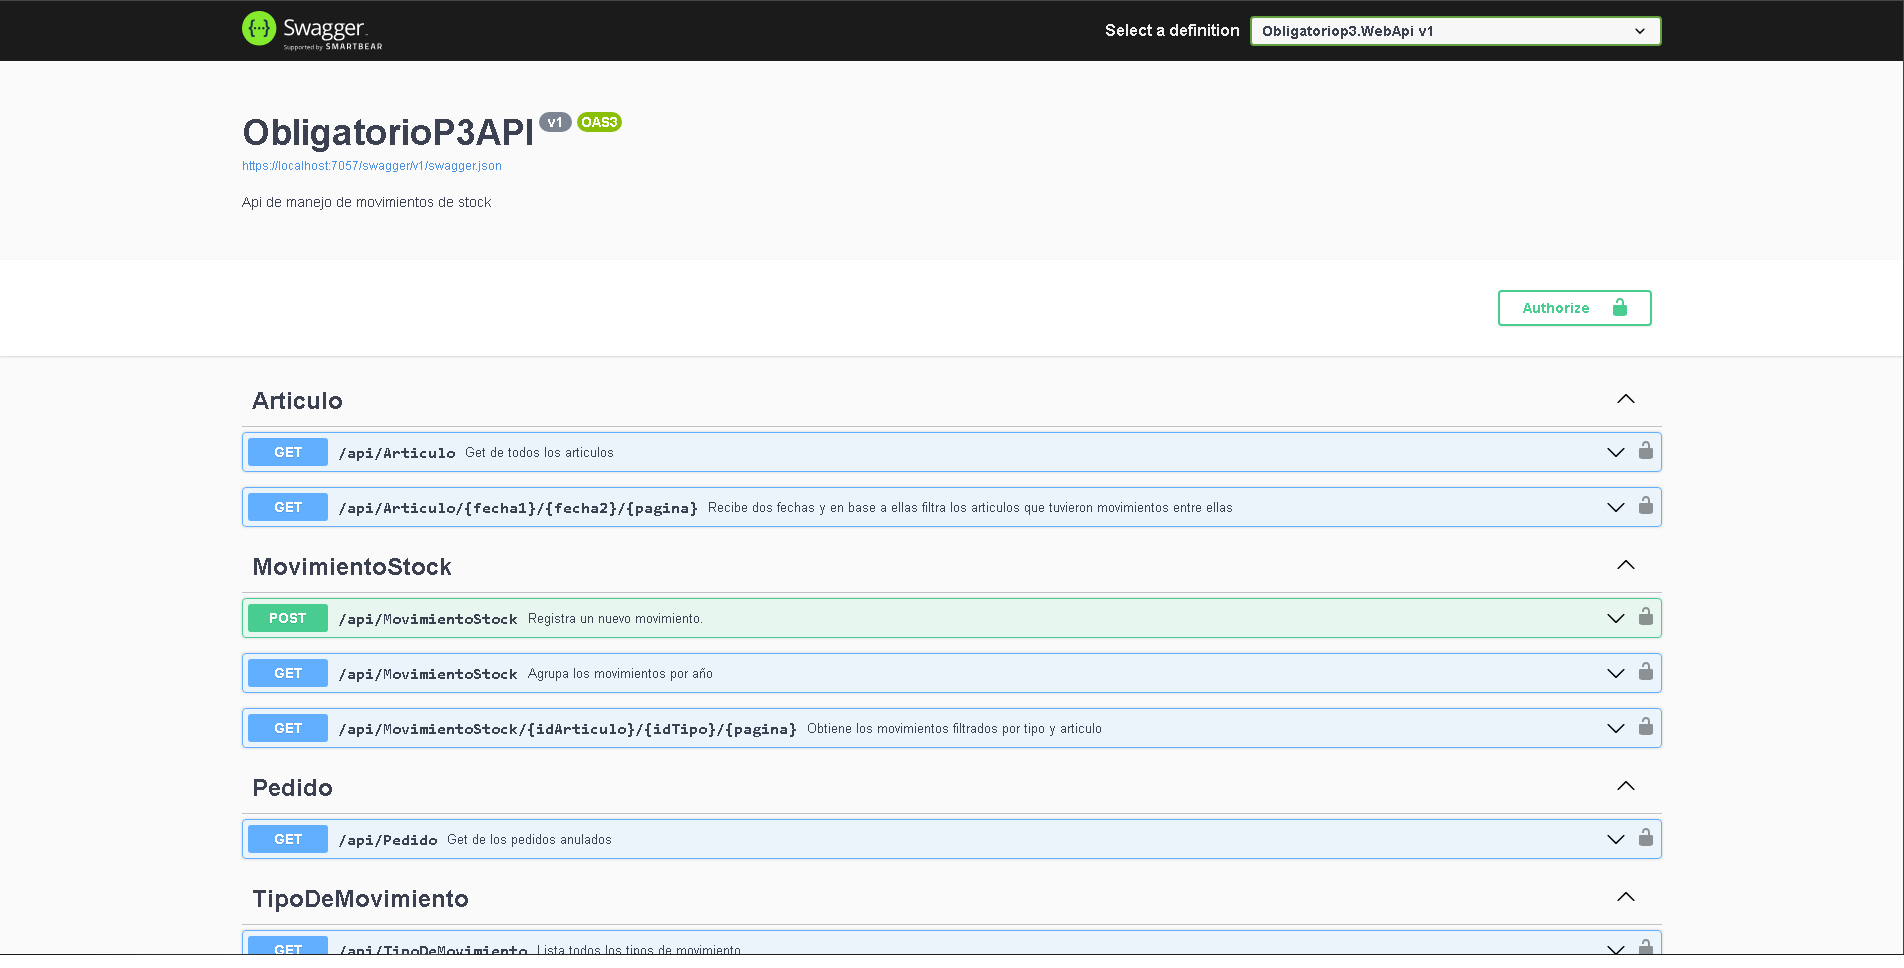 Swagger.
Supported by SMARTBEAR
Select a definition
Obligatoriop3.WebApi v1
ObligatorioP3API v1 OAS3
https://localhost:7057/swagger/v1/swagger.json
Api de manejo de movimientos de stock
Authorize
Articulo
GET /api/Articulo Get de todos los articulos
GET /api/Articulo/{fecha1}/{fecha2}/{pagina} Recibe dos fechas y en base a ellas filtra los articulos que tuvieron movimientos entre ellas
MovimientoStock
POST /api/MovimientoStock Registra un nuevo movimiento.
GET /api/MovimientoStock Agrupa los movimientos por año
GET /api/MovimientoStock/{idArticulo}/{idTipo}/{pagina} Obtiene los movimientos filtrados por tipo y articulo
Pedido
GET /api/Pedido Get de los pedidos anulados
TipoDeMovimiento
GET /api/TipoDeMovimiento Lista todos los tipos de movimiento